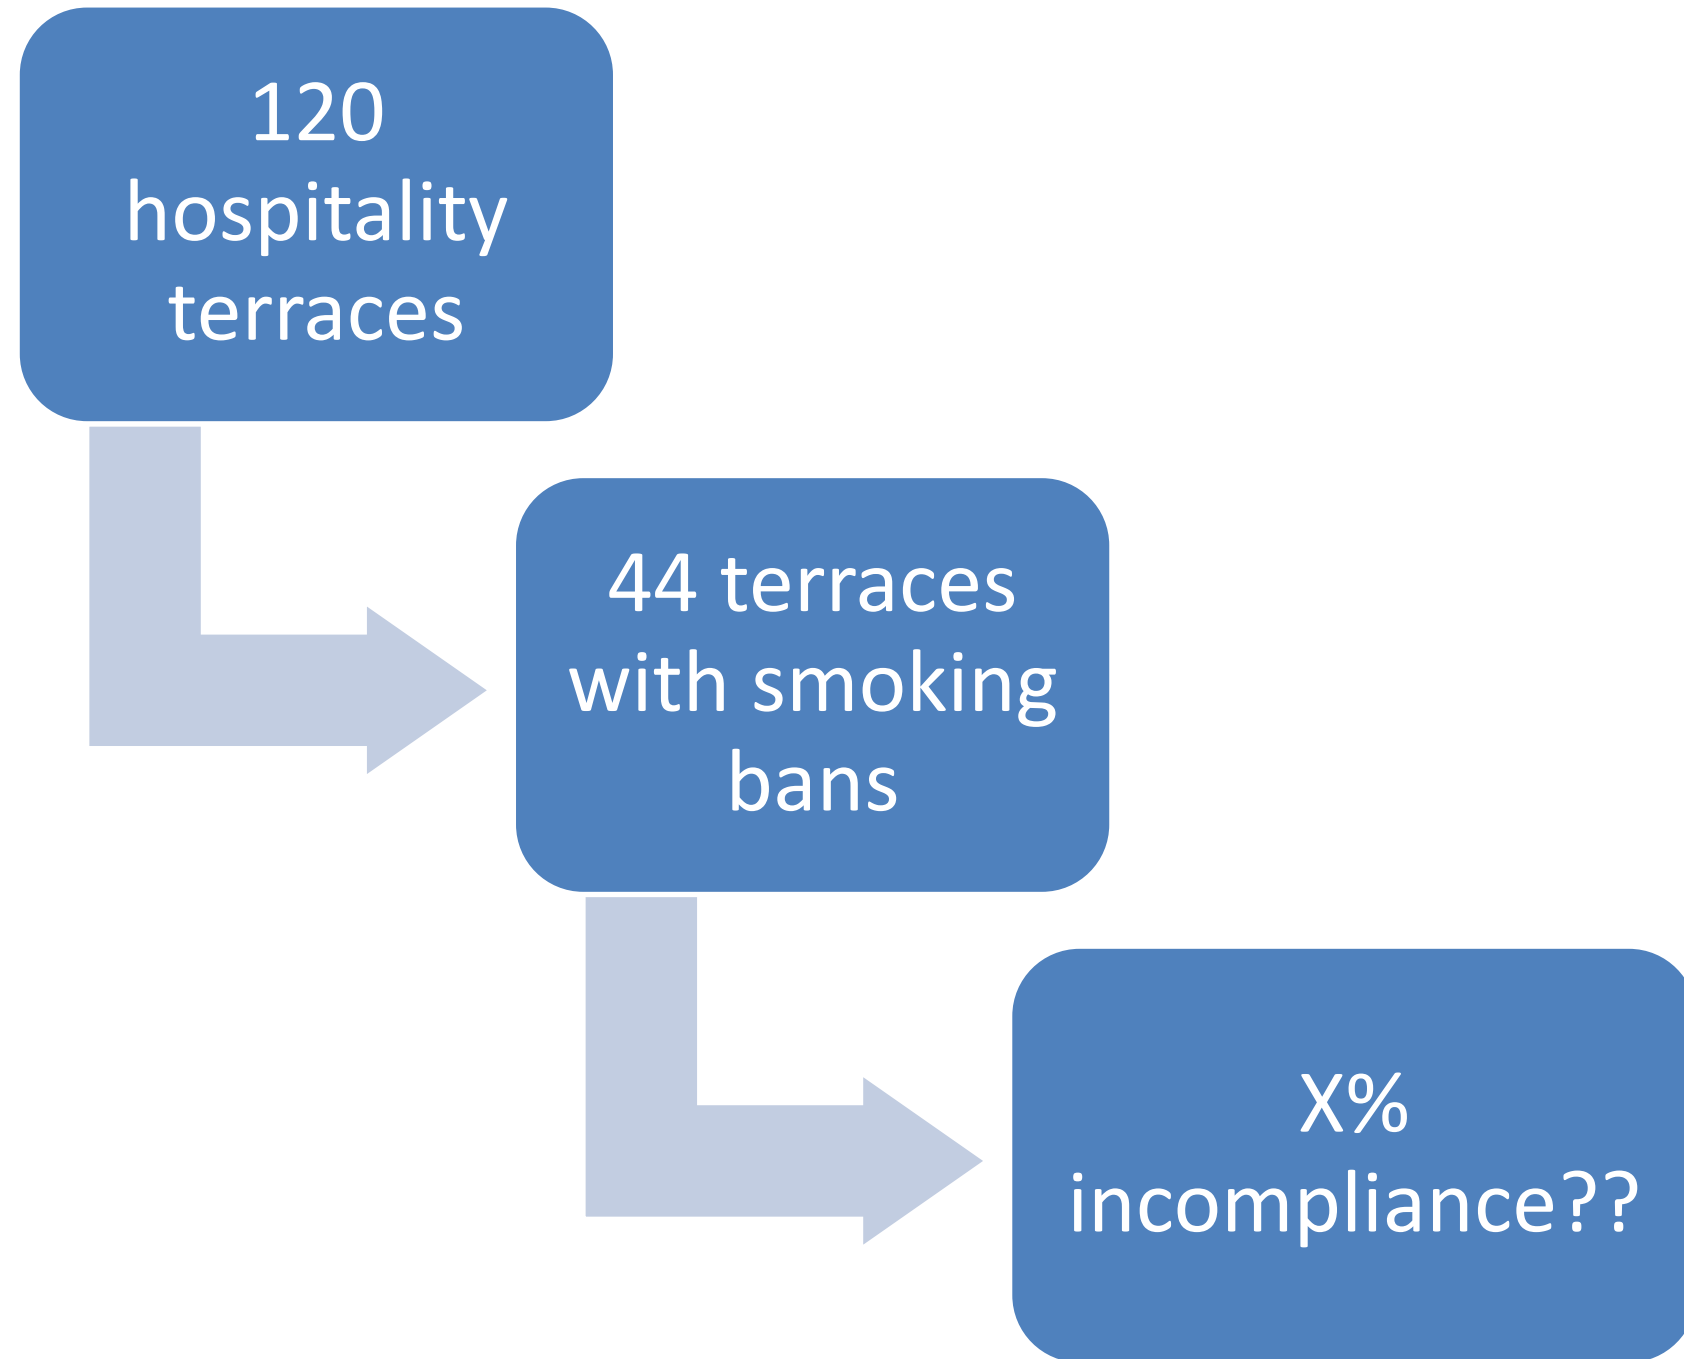 120
hospitality
terraces
44 terraces
with smoking
bans
X%
incompliance??